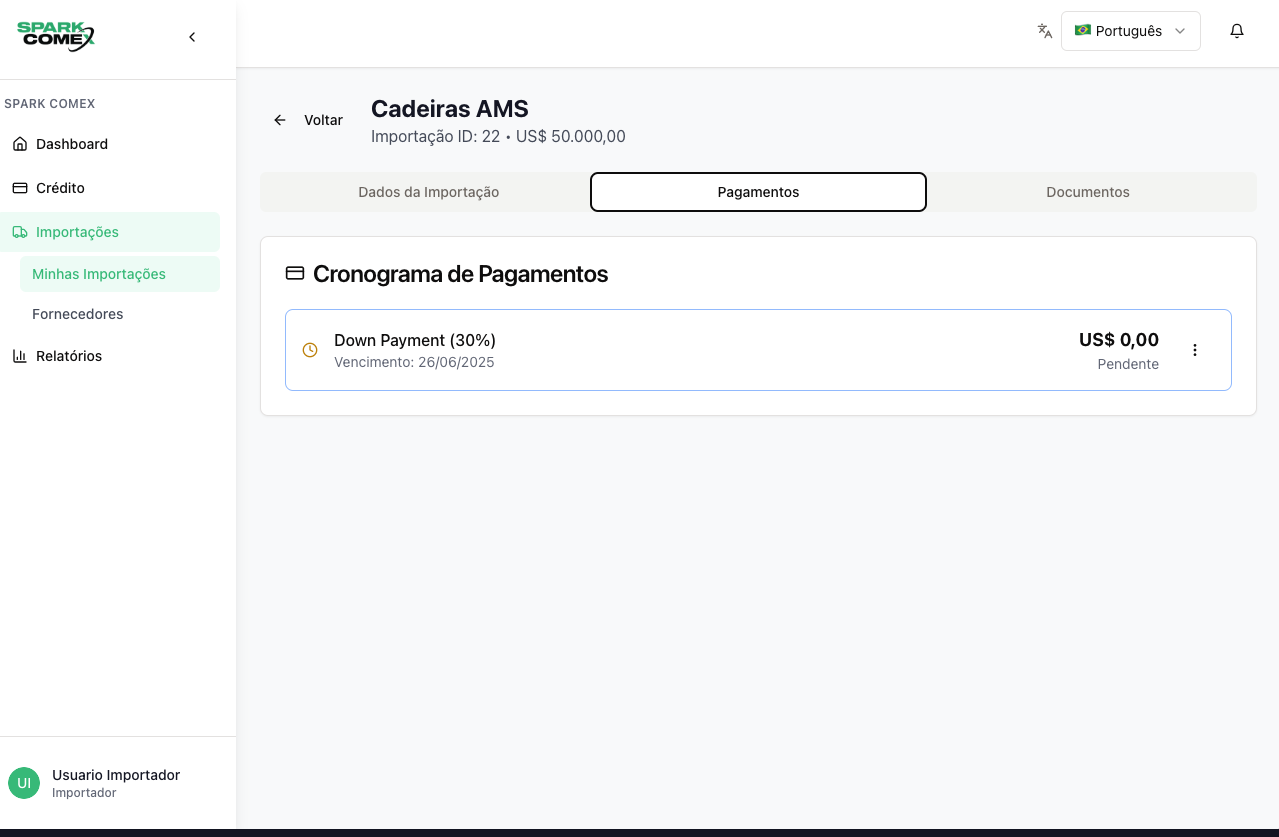 SPARK
COMEX
Português
SPARK COMEX
Dashboard
Crédito
Importações
Minhas Importações
Fornecedores
Relatórios
Voltar
Cadeiras AMS
Importação ID: 22 • US$ 50.000,00
Dados da Importação
Pagamentos
Documentos
Cronograma de Pagamentos
Down Payment (30%)
Vencimento: 26/06/2025
US$ 0,00
Pendente
UI
Usuario Importador
Importador